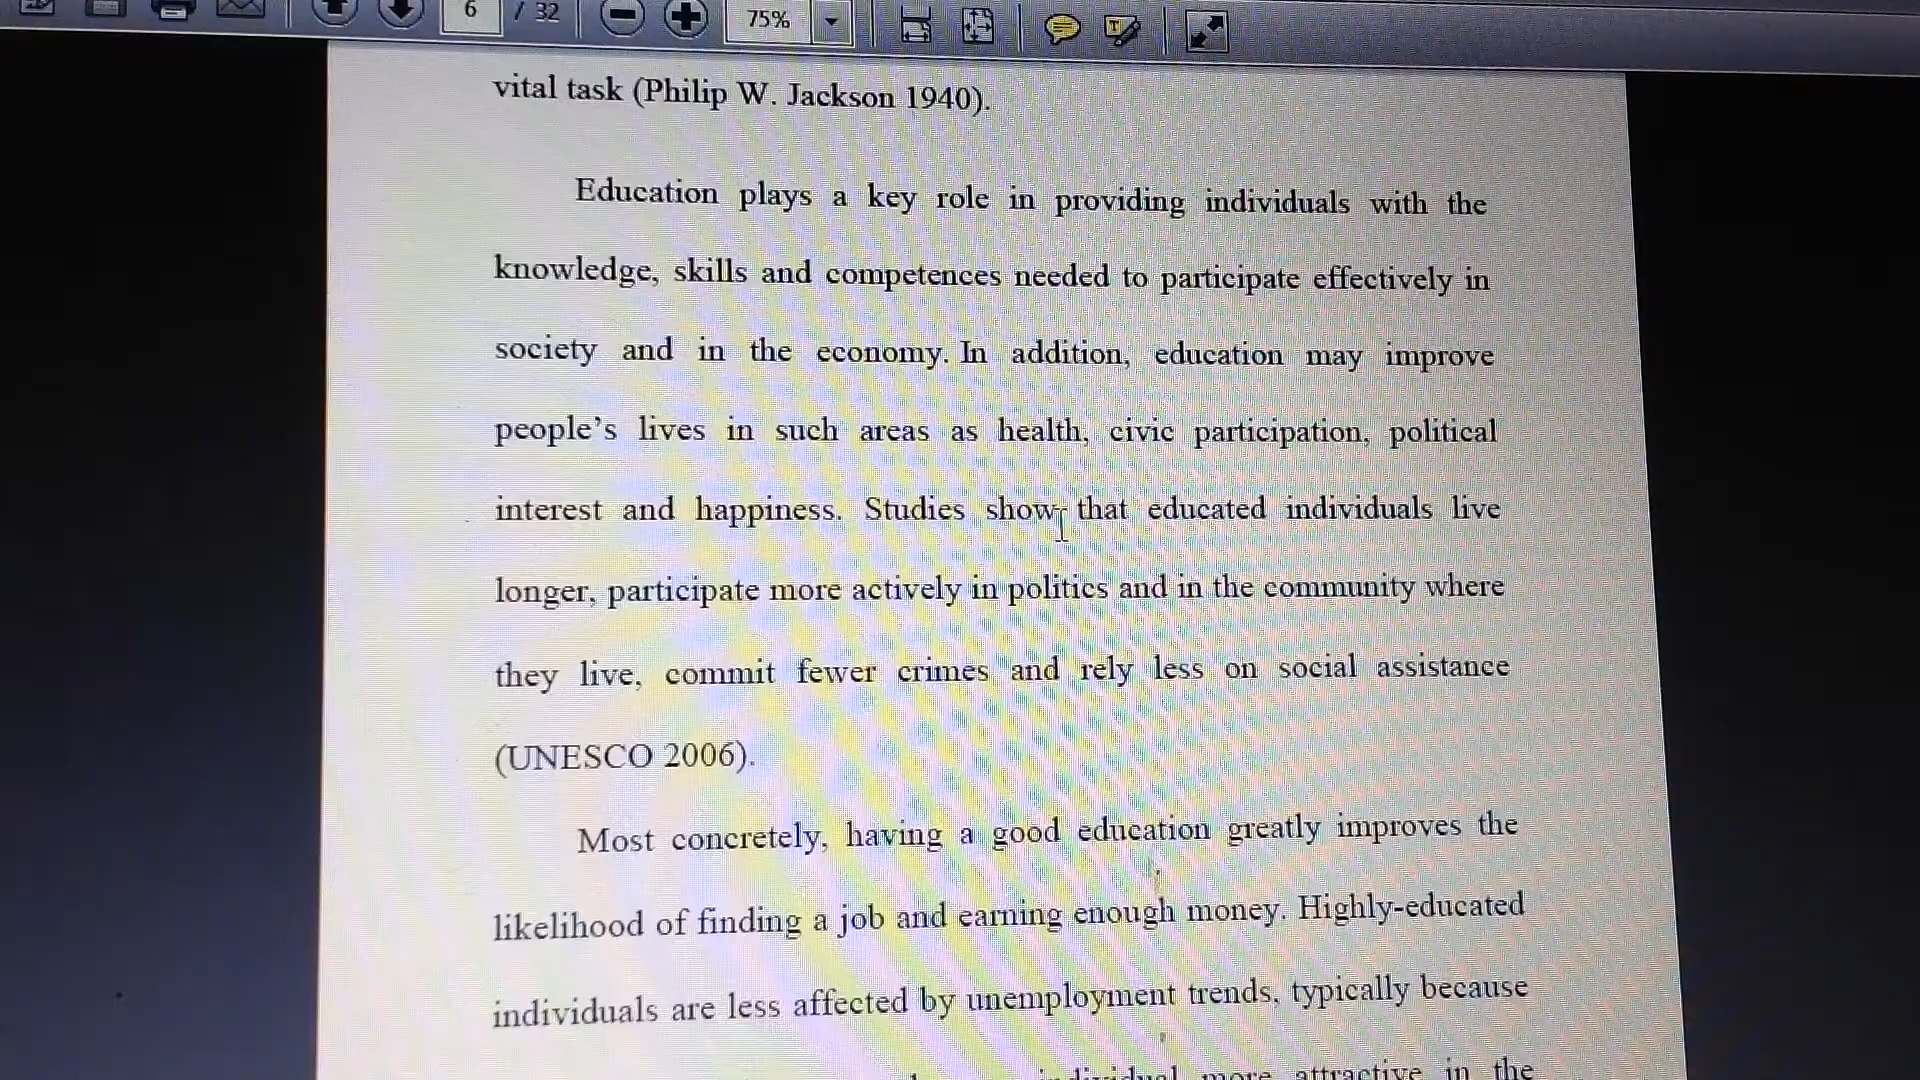 6 / 32 75%
vital task (Philip W. Jackson 1940).
Education plays a key role in providing individuals with the
knowledge, skills and competences needed to participate effectively in
society and in the economy. In addition, education may improve
people’s lives in such areas as health, civic participation, political
interest and happiness. Studies show that educated individuals live
longer, participate more actively in politics and in the community where
they live, commit fewer crimes and rely less on social assistance
(UNESCO 2006).
Most concretely, having a good education greatly improves the
likelihood of finding a job and earning enough money. Highly-educated
individuals are less affected by unemployment trends, typically because
individual more attractive in the